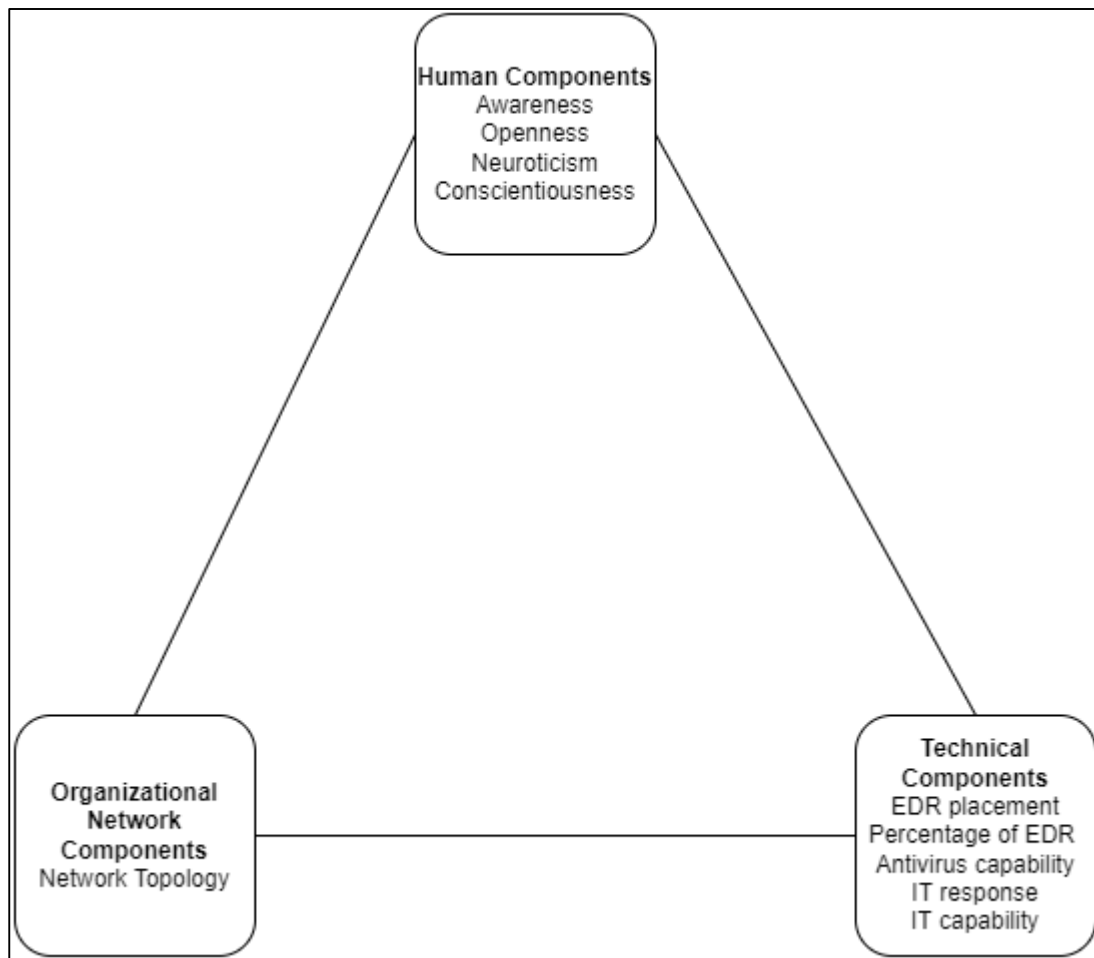 Human Components
Awareness
Openness
Neuroticism
Conscientiousness
Organizational
Network
Components
Network Topology
Technical
Components
EDR placement
Percentage of EDR
Antivirus capability
IT response
IT capability